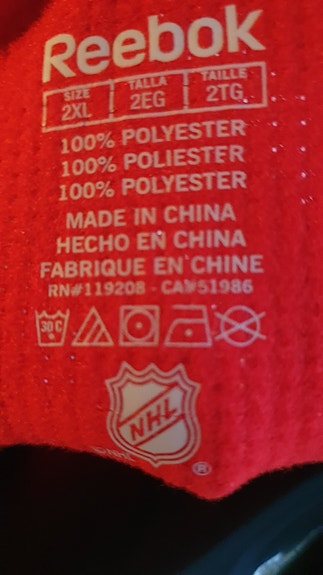 Reebok
SIZE TALLA TAILLE
2XL 2EG 2TG
100% POLYESTER
100% POLIESTER
100% POLYESTER
MADE IN CHINA
HECHO EN CHINA
FABRIQUE EN CHINE
RN#119208 - CA#51986
30C
NHL
®